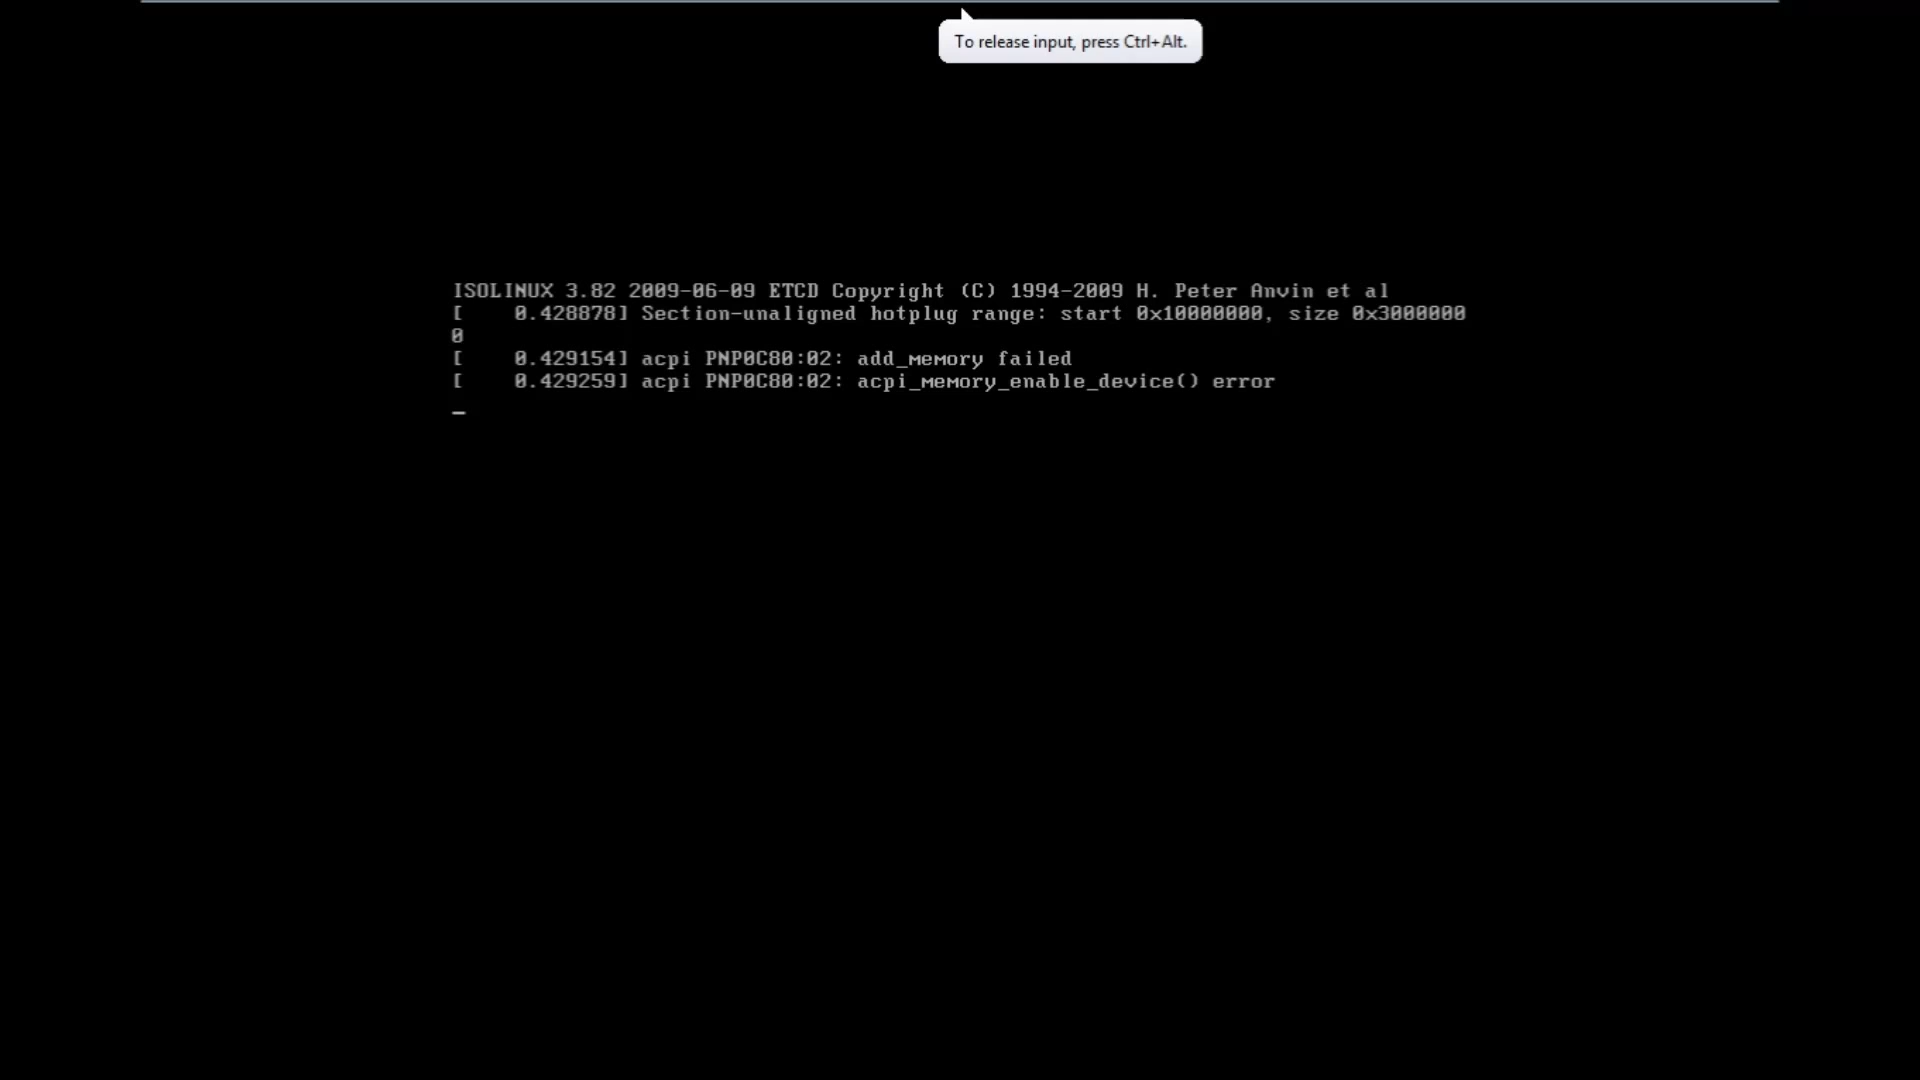 To release input, press Ctrl+Alt.
ISOLINUX 3.82 2009-06-09 ETCD Copyright (C) 1994-2009 H. Peter Anvin et al
[    0.428878] Section-unaligned hotplug range: start 0x10000000, size 0x3000000
0
[    0.429154] acpi PNP0C80:02: add_memory failed
[    0.429259] acpi PNP0C80:02: acpi_memory_enable_device() error
_